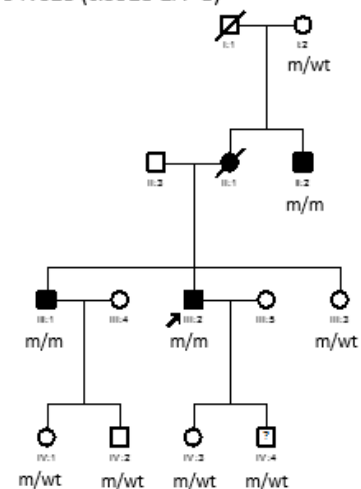 I:1 I:2
m/wt
II:3 II:1 II:2
m/m
III:1 III:4 III:2 III:5 III:3
m/m m/m m/wt
IV:1 IV:2 IV:3 ? IV:4
m/wt m/wt m/wt m/wt